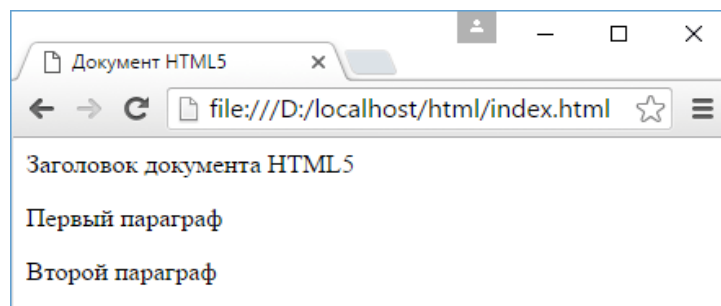 Документ HTML5
file:///D:/localhost/html/index.html
Заголовок документа HTML5
Первый параграф
Второй параграф